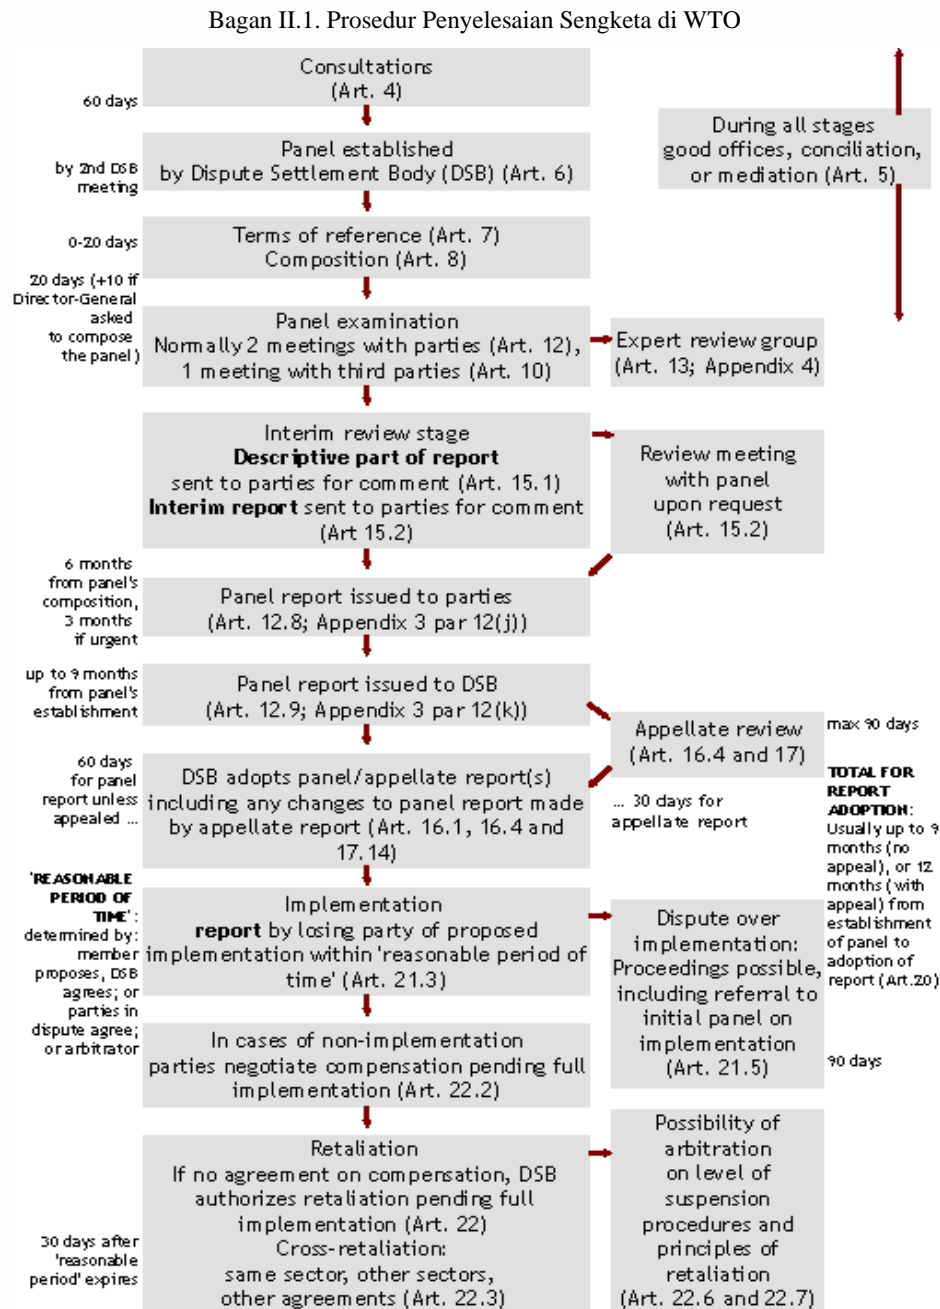 Bagan II.1. Prosedur Penyelesaian Sengketa di WTO
Consultations
(Art. 4)
60 days
During all stages
good offices, conciliation,
or mediation (Art. 5)
Panel established
by Dispute Settlement Body (DSB) (Art. 6)
by 2nd DSB
meeting
Terms of reference (Art. 7)
Composition (Art. 8)
0-20 days
20 days (+10 if
Director-General
asked
to compose
the panel)
Panel examination
Normally 2 meetings with parties (Art. 12),
1 meeting with third parties (Art. 10)
Expert review group
(Art. 13; Appendix 4)
Interim review stage
Descriptive part of report
sent to parties for comment (Art. 15.1)
Interim report sent to parties for comment
(Art 15.2)
Review meeting
with panel
upon request
(Art. 15.2)
6 months
from panel's
composition,
3 months
if urgent
Panel report issued to parties
(Art. 12.8; Appendix 3 par 12(j))
up to 9 months
from panel's
establishment
Panel report issued to DSB
(Art. 12.9; Appendix 3 par 12(k))
Appellate review
(Art. 16.4 and 17)
max 90 days
60 days
for panel
report unless
appealed ...
DSB adopts panel/appellate report(s)
including any changes to panel report made
by appellate report (Art. 16.1, 16.4 and
17.14)
... 30 days for
appellate report
TOTAL FOR
REPORT
ADOPTION:
Usually up to 9
months (no
appeal), or 12
months (with
appeal) from
establishment
of panel to
adoption of
report (Art.20)
'REASONABLE
PERIOD OF
TIME':
determined by:
member
proposes, DSB
agrees; or
parties in
dispute agree;
or arbitrator
Implementation
report by losing party of proposed
implementation within 'reasonable period of
time' (Art. 21.3)
Dispute over
implementation:
Proceedings possible,
including referral to
initial panel on
implementation
(Art. 21.5)
90 days
In cases of non-implementation
parties negotiate compensation pending full
implementation (Art. 22.2)
Retaliation
If no agreement on compensation, DSB
authorizes retaliation pending full
implementation (Art. 22)
Cross-retaliation:
same sector, other sectors,
other agreements (Art. 22.3)
30 days after
'reasonable
period' expires
Possibility of
arbitration
on level of
suspension
procedures and
principles of
retaliation
(Art. 22.6 and 22.7)